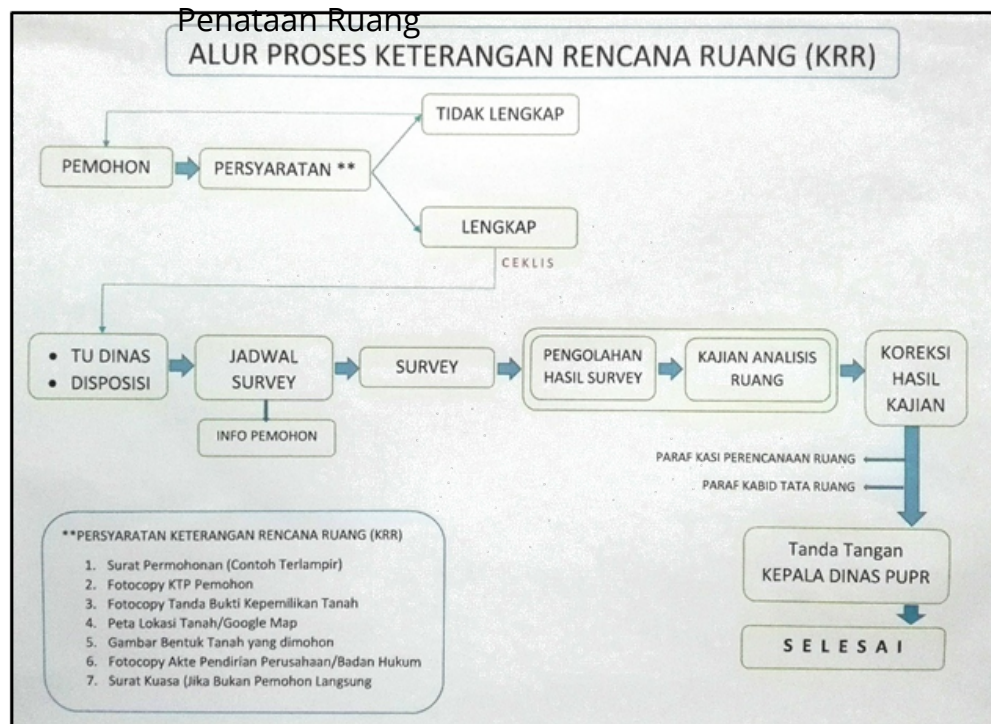 Penataan Ruang
ALUR PROSES KETERANGAN RENCANA RUANG (KRR)
TIDAK LENGKAP
PEMOHON
PERSYARATAN **
LENGKAP
CEKLIS
• TU DINAS
• DISPOSISI
JADWAL
SURVEY
SURVEY
PENGOLAHAN
HASIL SURVEY
KAJIAN ANALISIS
RUANG
KOREKSI
HASIL
KAJIAN
INFO PEMOHON
PARAF KASI PERENCANAAN RUANG
PARAF KABID TATA RUANG
Tanda Tangan
KEPALA DINAS PUPR
S E L E S A I
**PERSYARATAN KETERANGAN RENCANA RUANG (KRR)
1. Surat Permohonan (Contoh Terlampir)
2. Fotocopy KTP Pemohon
3. Fotocopy Tanda Bukti Kepemilikan Tanah
4. Peta Lokasi Tanah/Google Map
5. Gambar Bentuk Tanah yang dimohon
6. Fotocopy Akte Pendirian Perusahaan/Badan Hukum
7. Surat Kuasa (Jika Bukan Pemohon Langsung